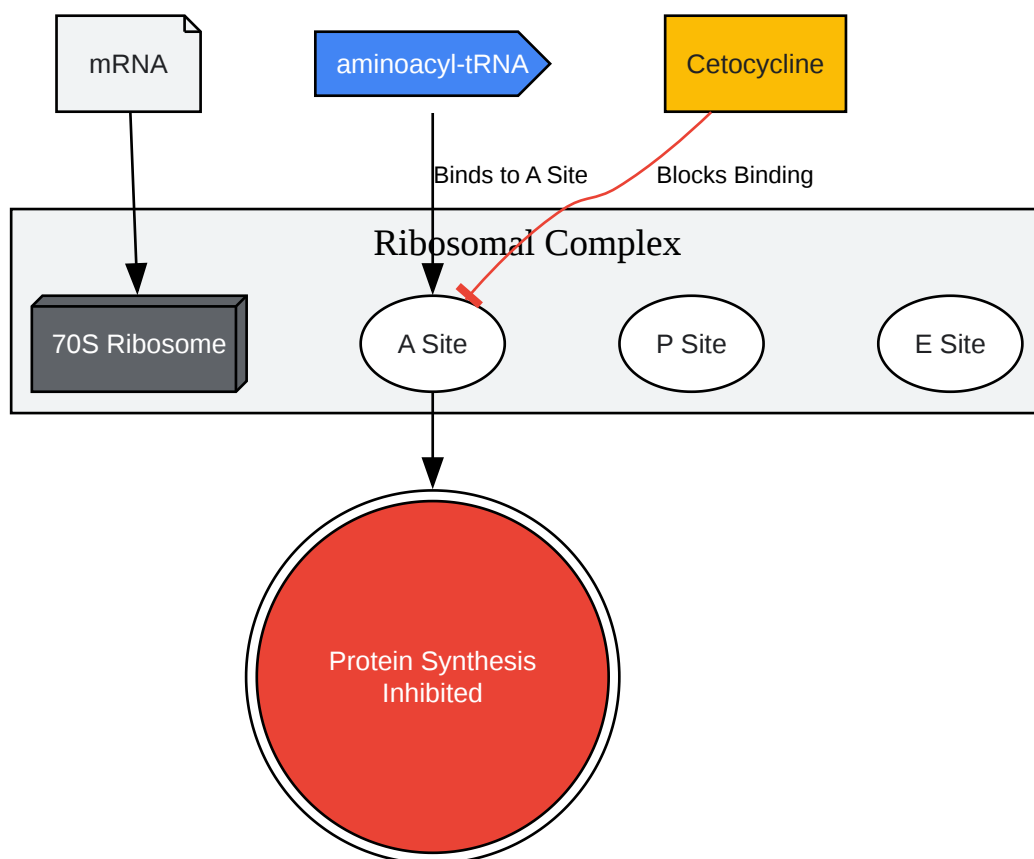 mRNA
aminoacyl-tRNA
Cetocycline
Binds to A Site
Blocks Binding
Ribosomal Complex
70S Ribosome
A Site
P Site
E Site
Protein Synthesis
Inhibited